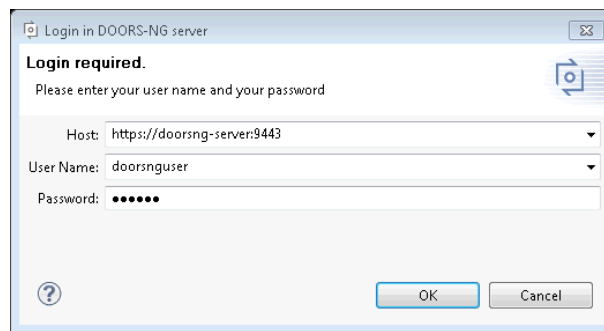 Login in DOORS-NG server
Login required.
Please enter your user name and your password
Host: https://doorsng-server:9443
User Name: doorsnguser
Password: ●●●●●●
?
OK Cancel